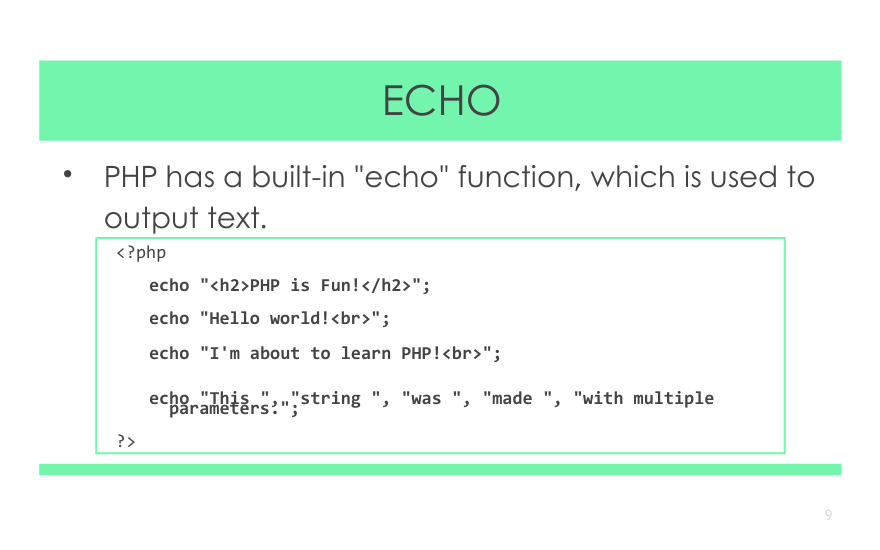 ECHO
• PHP has a built-in "echo" function, which is used to
output text.
<?php
echo "<h2>PHP is Fun!</h2>";
echo "Hello world!<br>";
echo "I'm about to learn PHP!<br>";
echo "This ", "string ", "was ", "made ", "with multiple
parameters.";
?>
9